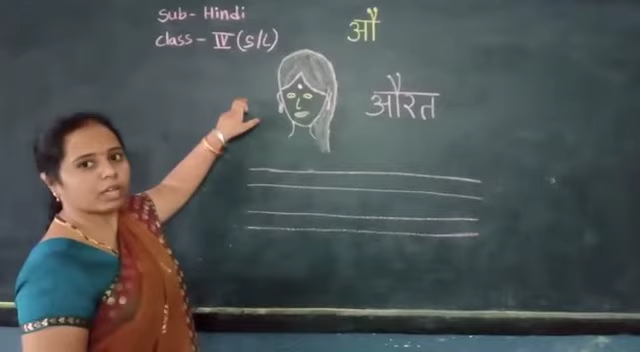 Sub- Hindi
Class- IV (S/L)
औ
औरत